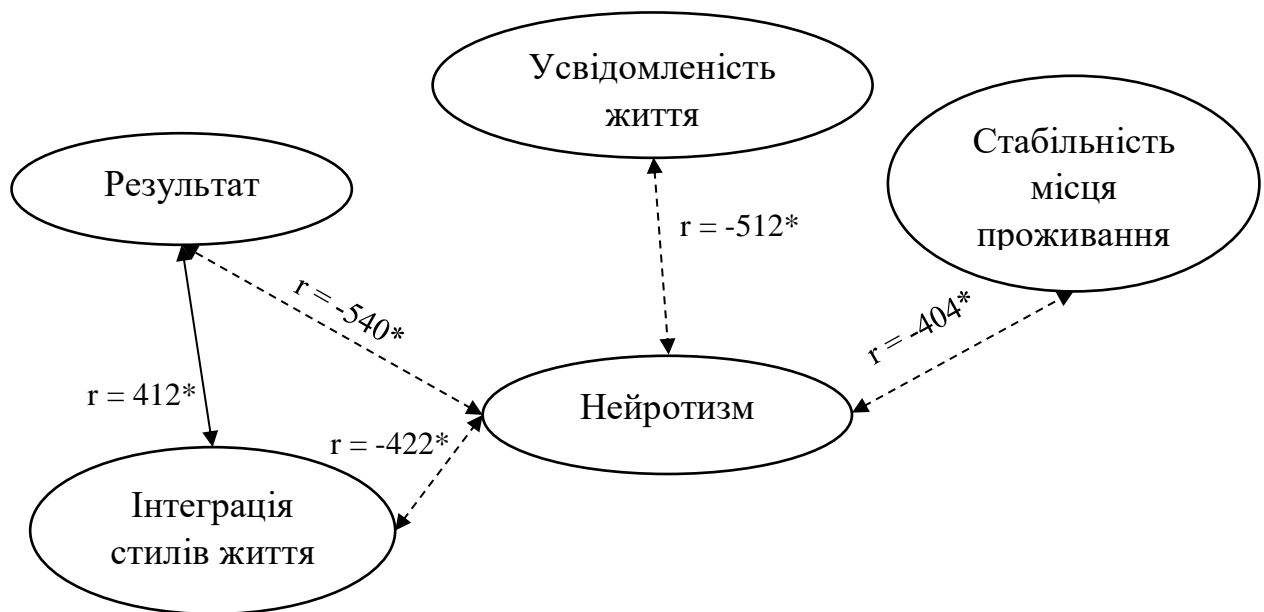 Усвідомленість
життя
Стабільність
місця
проживання
Результат
r = -512*
r = -540*
r = -404*
r = 412*
Нейротизм
r = -422*
Інтеграція
стилів життя